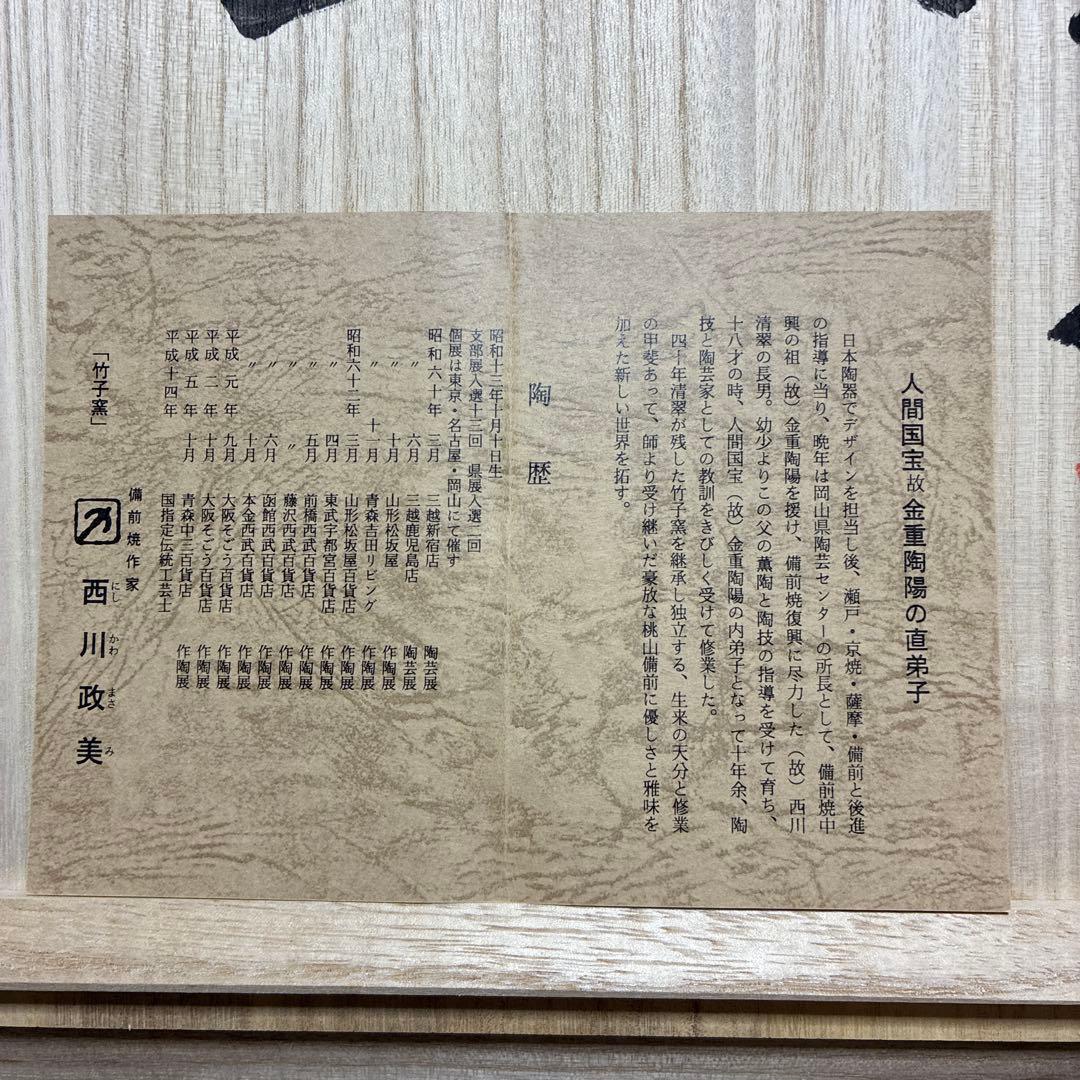 人間国宝故 金重陶陽の直弟子
日本陶器でデザインを担当し後、瀬戸・京焼・薩摩・備前と後進
の指導に当り、晩年は岡山県陶芸センターの所長として、備前焼中
興の祖（故）金重陶陽を援け、備前焼復興に尽力した（故）西川
清翠の長男。幼少よりこの父の薫陶と陶技の指導を受けて育ち、
十八才の時、人間国宝（故）金重陶陽の内弟子となって十年余、陶
技と陶芸家としての教訓をきびしく受けて修業した。
四十年清翠が残した竹子窯を継承し独立する、生来の天分と修業
の甲斐あって、師より受け継いだ豪放な桃山備前に優しさと雅味を
加えた新しい世界を拓す。
陶歴
昭和十三年十月十日生
支部展入選十三回 県展入選二回
個展は東京・名古屋・岡山にて催す
昭和六十年 三月 三越新宿店 陶芸展
〃 六月 三越鹿児島店 陶芸展
〃 十月 山形松坂屋 作陶展
〃 十一月 青森吉田リビング 作陶展
昭和六十二年 三月 山形松坂屋百貨店 作陶展
〃 四月 東武宇都宮百貨店 作陶展
〃 五月 前橋西武百貨店 作陶展
〃 〃 藤沢西武百貨店 作陶展
〃 六月 函館西武百貨店 作陶展
〃 十月 本金西武百貨店 作陶展
平成元年 九月 大阪そごう百貨店 作陶展
平成二年 十月 大阪そごう百貨店 作陶展
平成五年 十月 青森中三百貨店 作陶展
平成十四年 国指定伝統工芸士
備前焼作家
「竹子窯」 西川政美
にしかわまさみ